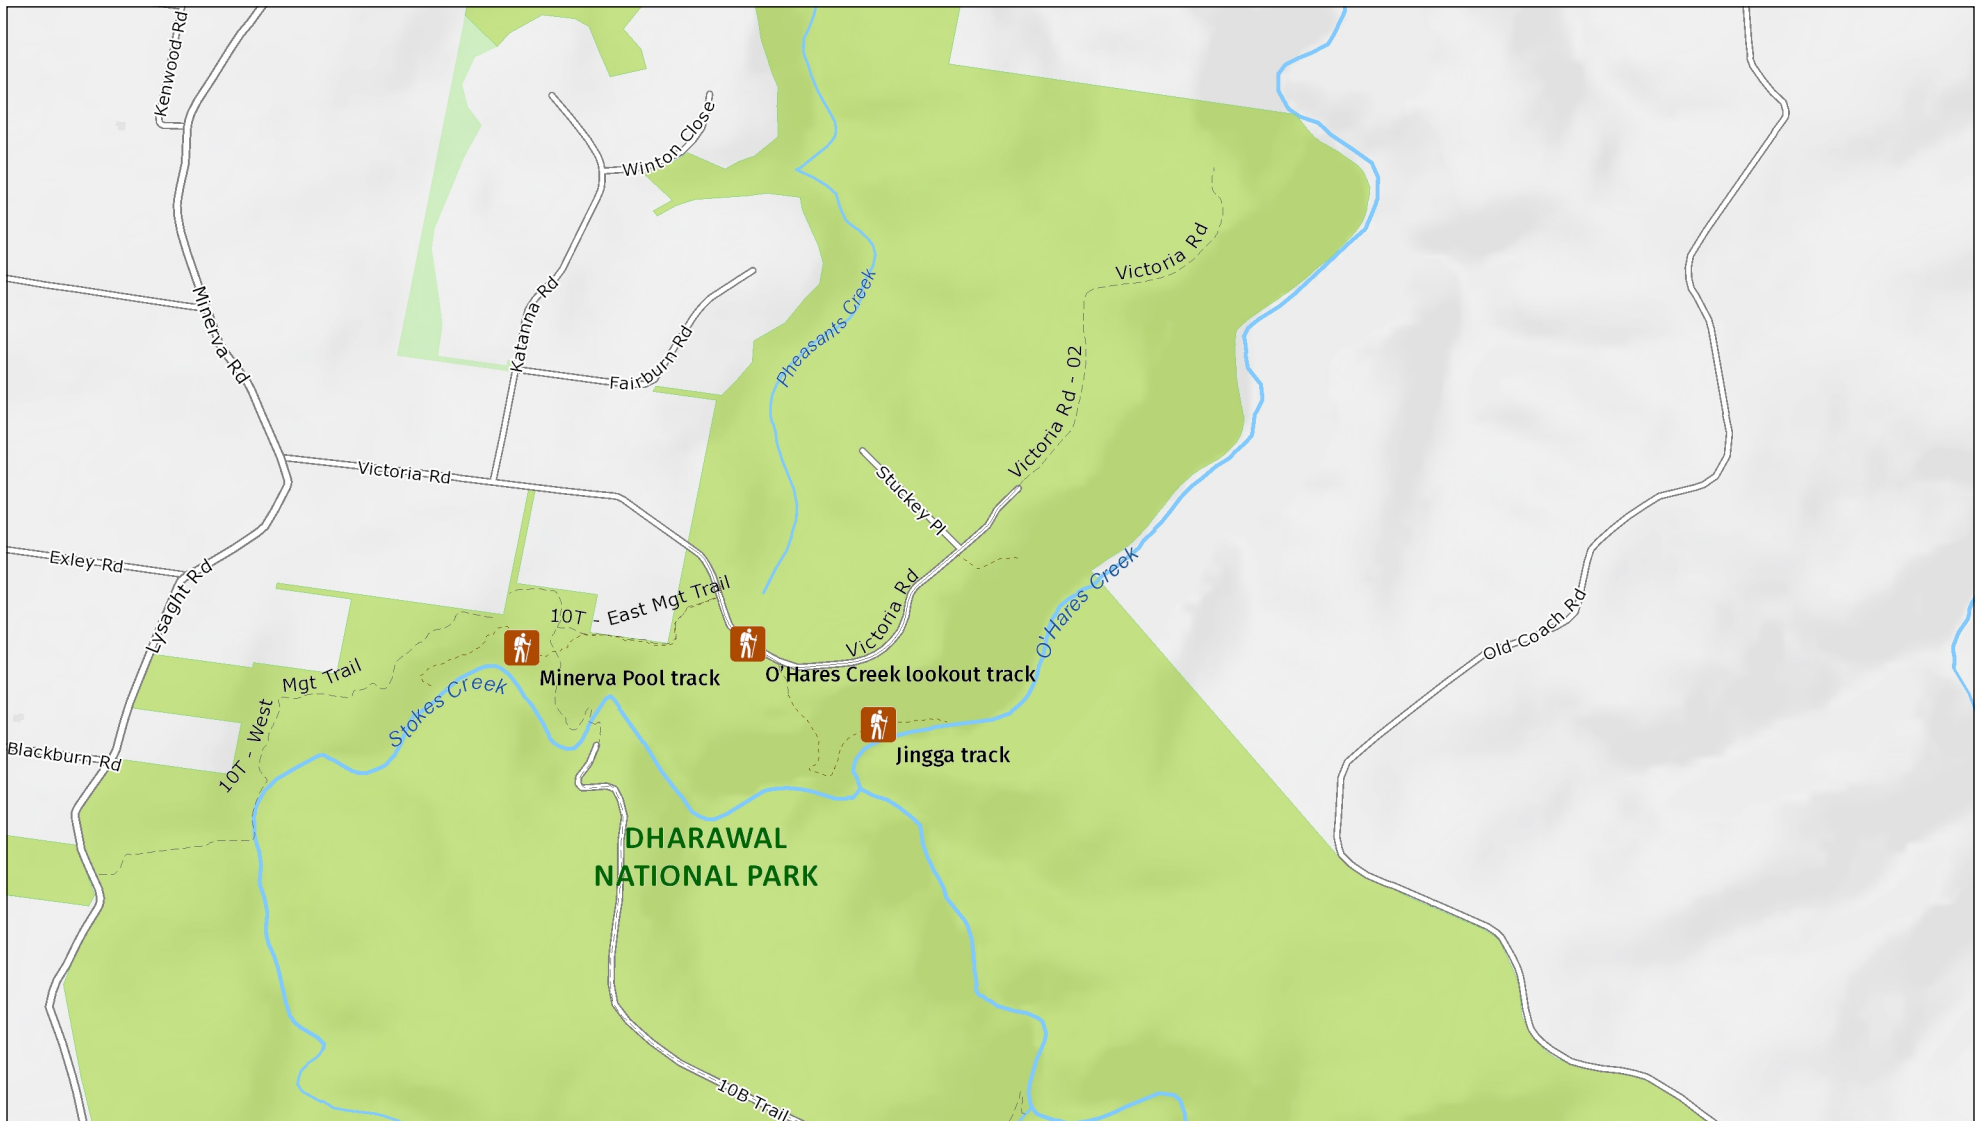 Kenwood-Rd
Winton Close
Victoria Rd
Minerva Rd
Katanna Rd
Pheasants Creek
Fairburn Rd
Victoria Rd - 02
Victoria Rd
Stuckey Pl
Exley Rd
Lysaght Rd
10T - East Mgt Trail
Victoria Rd
O'Hares Creek
Old Coach Rd
Minerva Pool track
O'Hares Creek lookout track
Mgt Trail
10T - West
Stokes Creek
Blackburn Rd
Jingga track
DHARAWAL
NATIONAL PARK
10B Trail